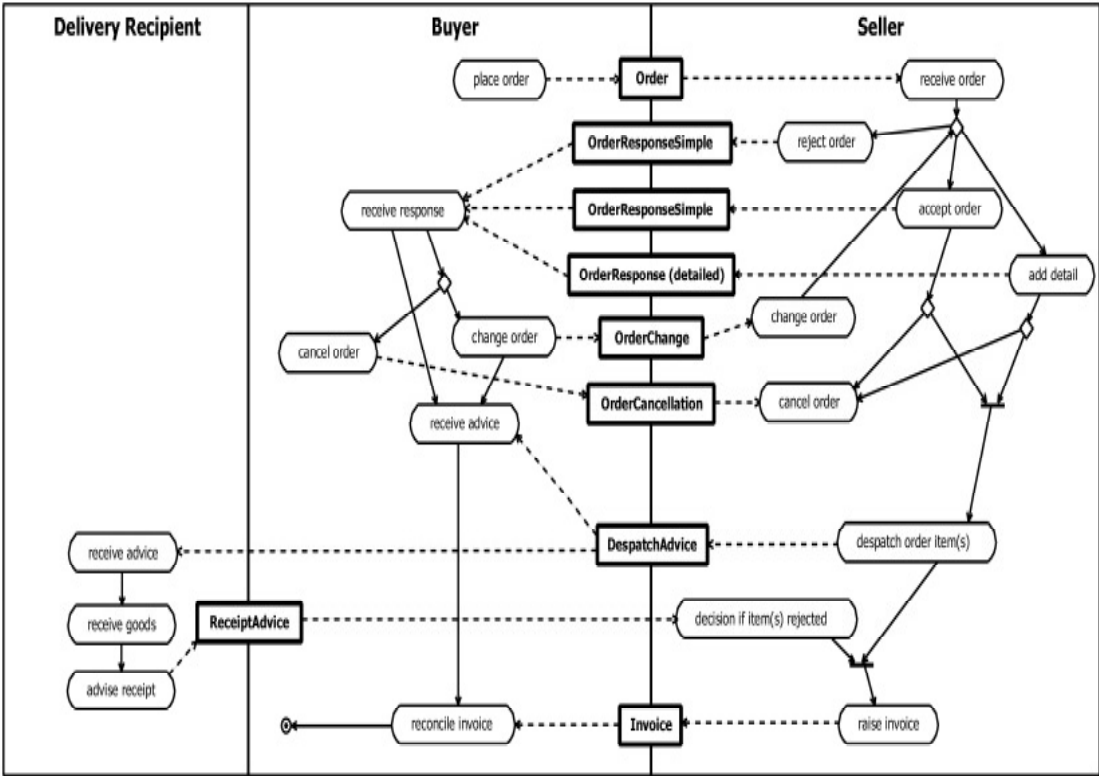 Delivery Recipient
Buyer
Seller
place order
Order
receive order
OrderResponseSimple
reject order
receive response
OrderResponseSimple
accept order
OrderResponse (detailed)
add detail
change order
cancel order
change order
OrderChange
OrderCancellation
cancel order
receive advice
DespatchAdvice
despatch order item(s)
receive advice
receive goods
ReceiptAdvice
decision if item(s) rejected
advise receipt
reconcile invoice
Invoice
raise invoice